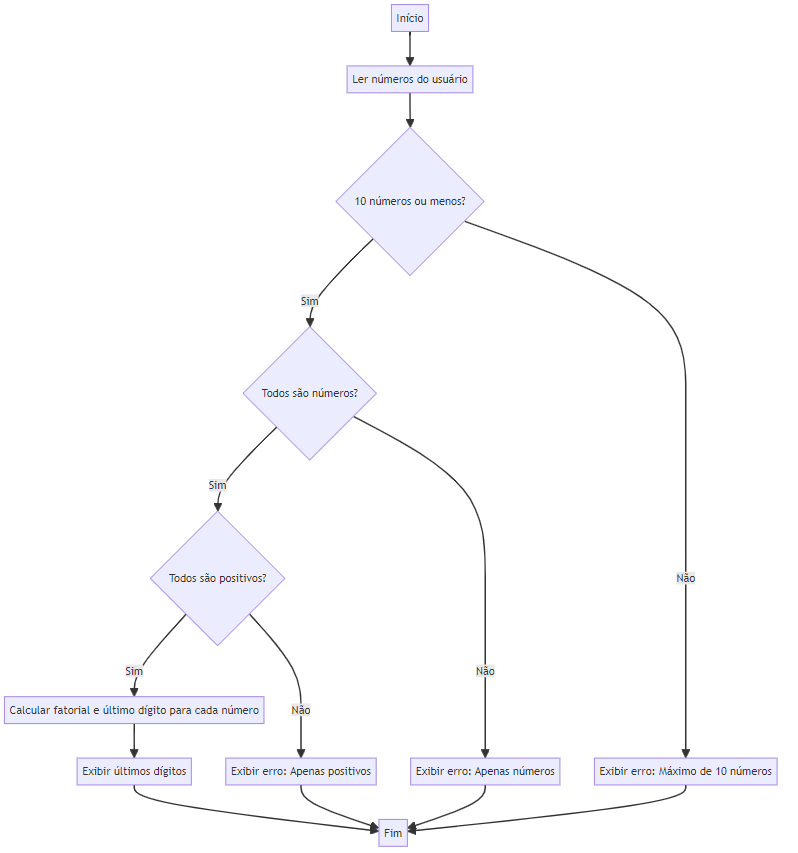 Início
Ler números do usuário
10 números ou menos?
Sim
Todos são números?
Sim
Todos são positivos?
Não
Sim
Não
Calcular fatorial e último dígito para cada número
Não
Exibir últimos dígitos
Exibir erro: Apenas positivos
Exibir erro: Apenas números
Exibir erro: Máximo de 10 números
Fim